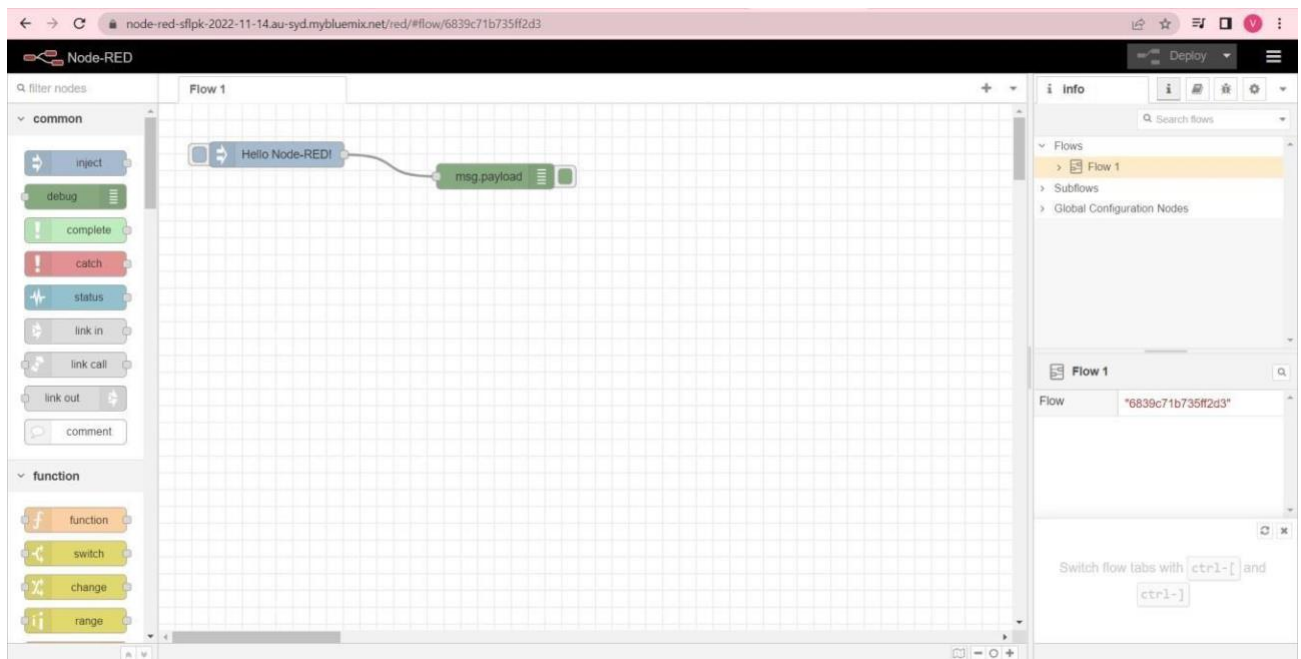 node-red-sflpk-2022-11-14.au-syd.mybluemix.net/red/#flow/6839c71b735ff2d3
V
Node-RED
Deploy
filter nodes
Flow 1
i info
i
Search flows
common
inject
debug
complete
catch
status
link in
link call
link out
comment
function
function
switch
change
range
Hello Node-RED!
msg.payload
Flows
Flow 1
Subflows
Global Configuration Nodes
Flow 1
Flow "6839c71b735ff2d3"
Switch flow tabs with ctrl-[ and
ctrl-]